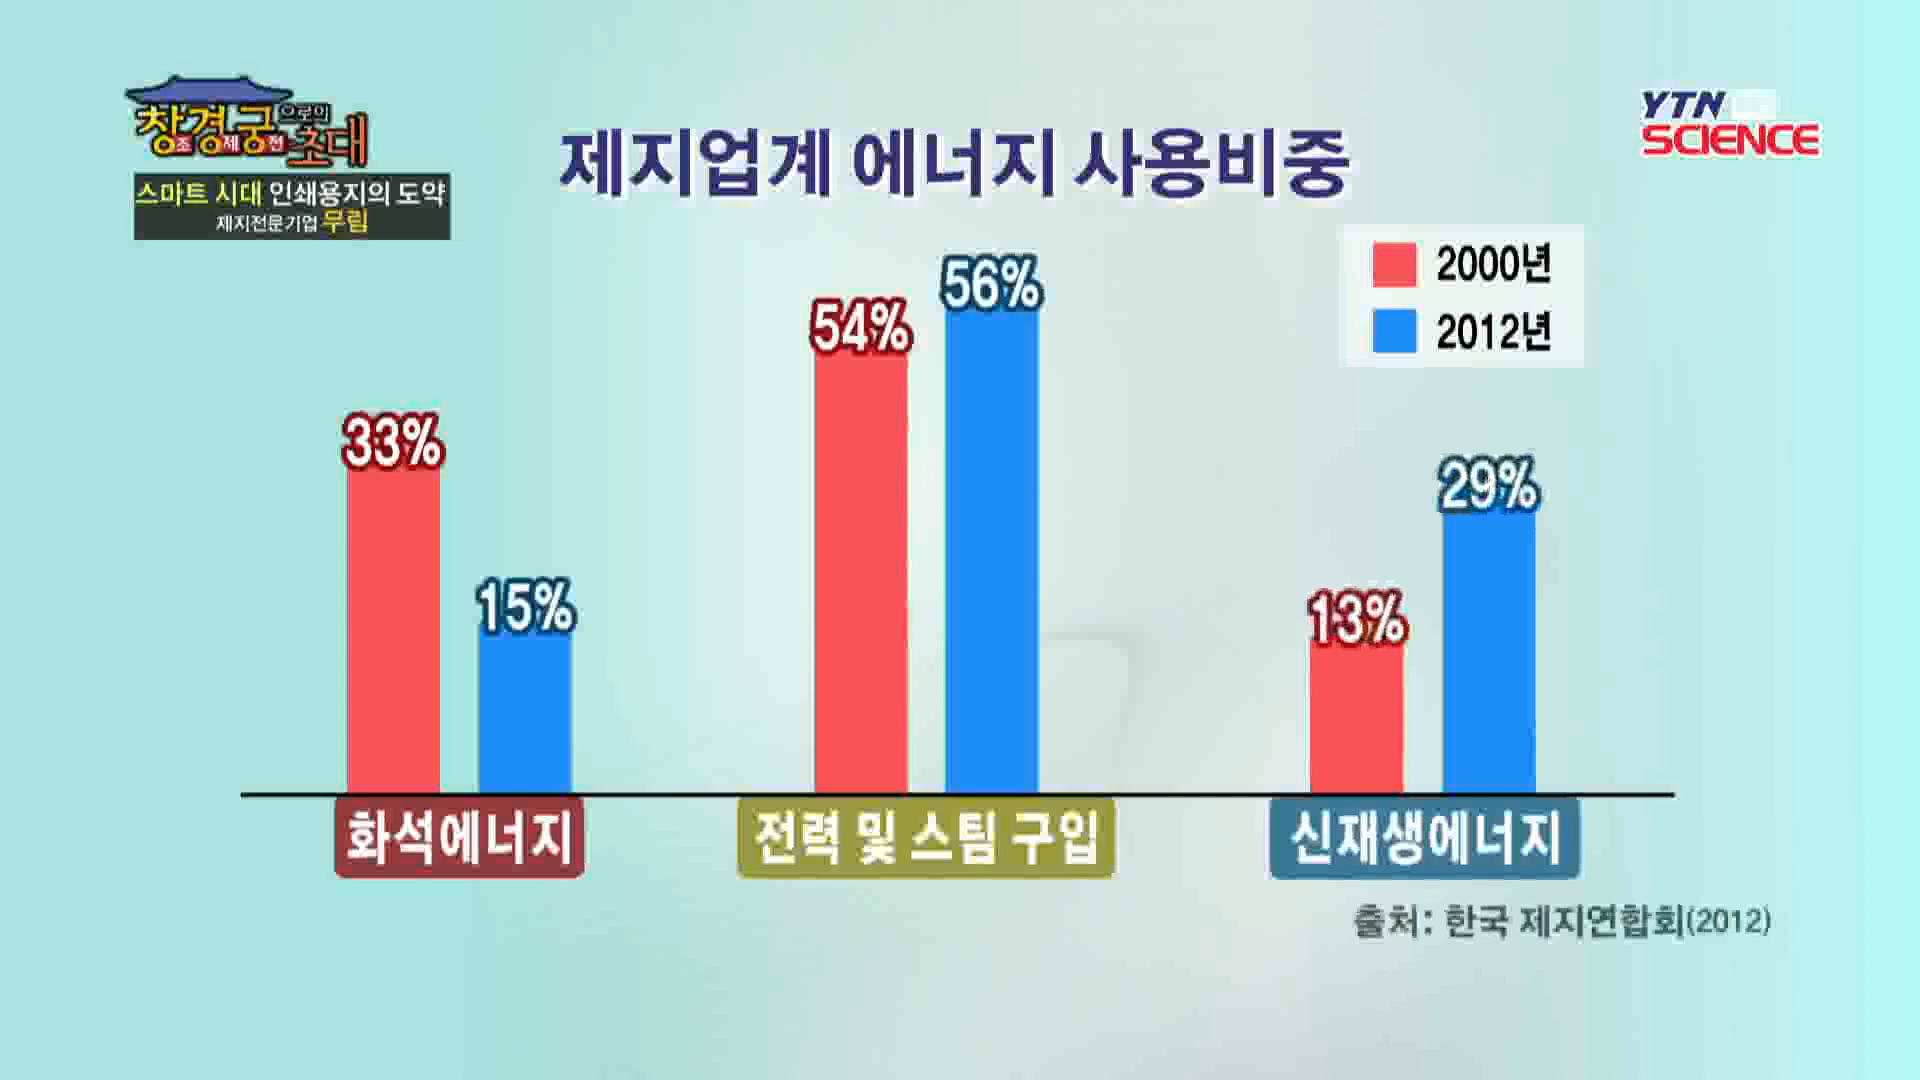 창경궁으로의 초대
조 제 전
스마트 시대 인쇄용지의 도약
제지전문기업 무림
제지업계 에너지 사용비중
YTN
SCIENCE
2000년
2012년
33%
15%
54%
56%
13%
29%
화석에너지
전력 및 스팀 구입
신재생에너지
출처: 한국 제지연합회(2012)